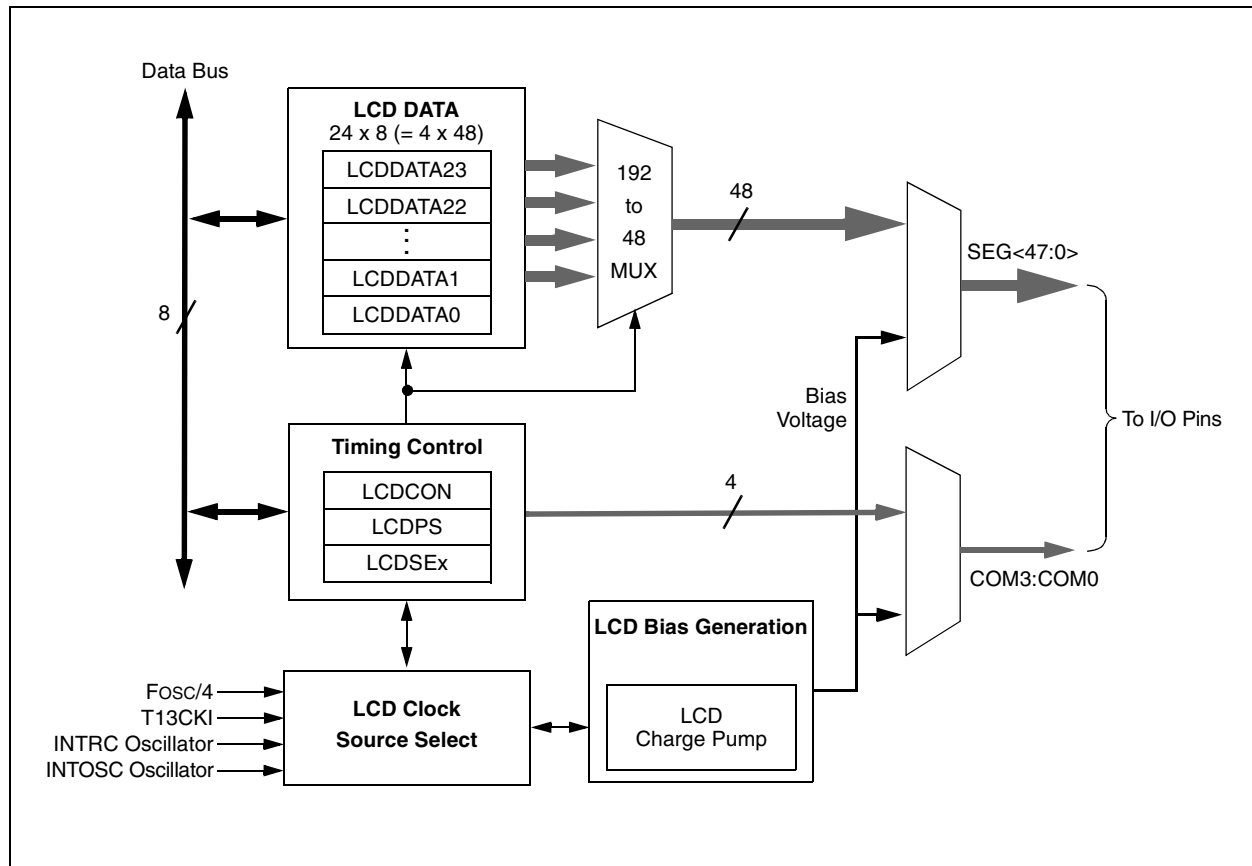 Data Bus
8
LCD DATA
24 x 8 (= 4 x 48)
LCDDATA23
LCDDATA22
⋮
LCDDATA1
LCDDATA0
192
to
48
MUX
48
SEG<47:0>
Bias
Voltage
To I/O Pins
Timing Control
LCDCON
LCDPS
LCDSEx
4
COM3:COM0
LCD Bias Generation
LCD
Charge Pump
FOSC/4
T13CKI
INTRC Oscillator
INTOSC Oscillator
LCD Clock
Source Select